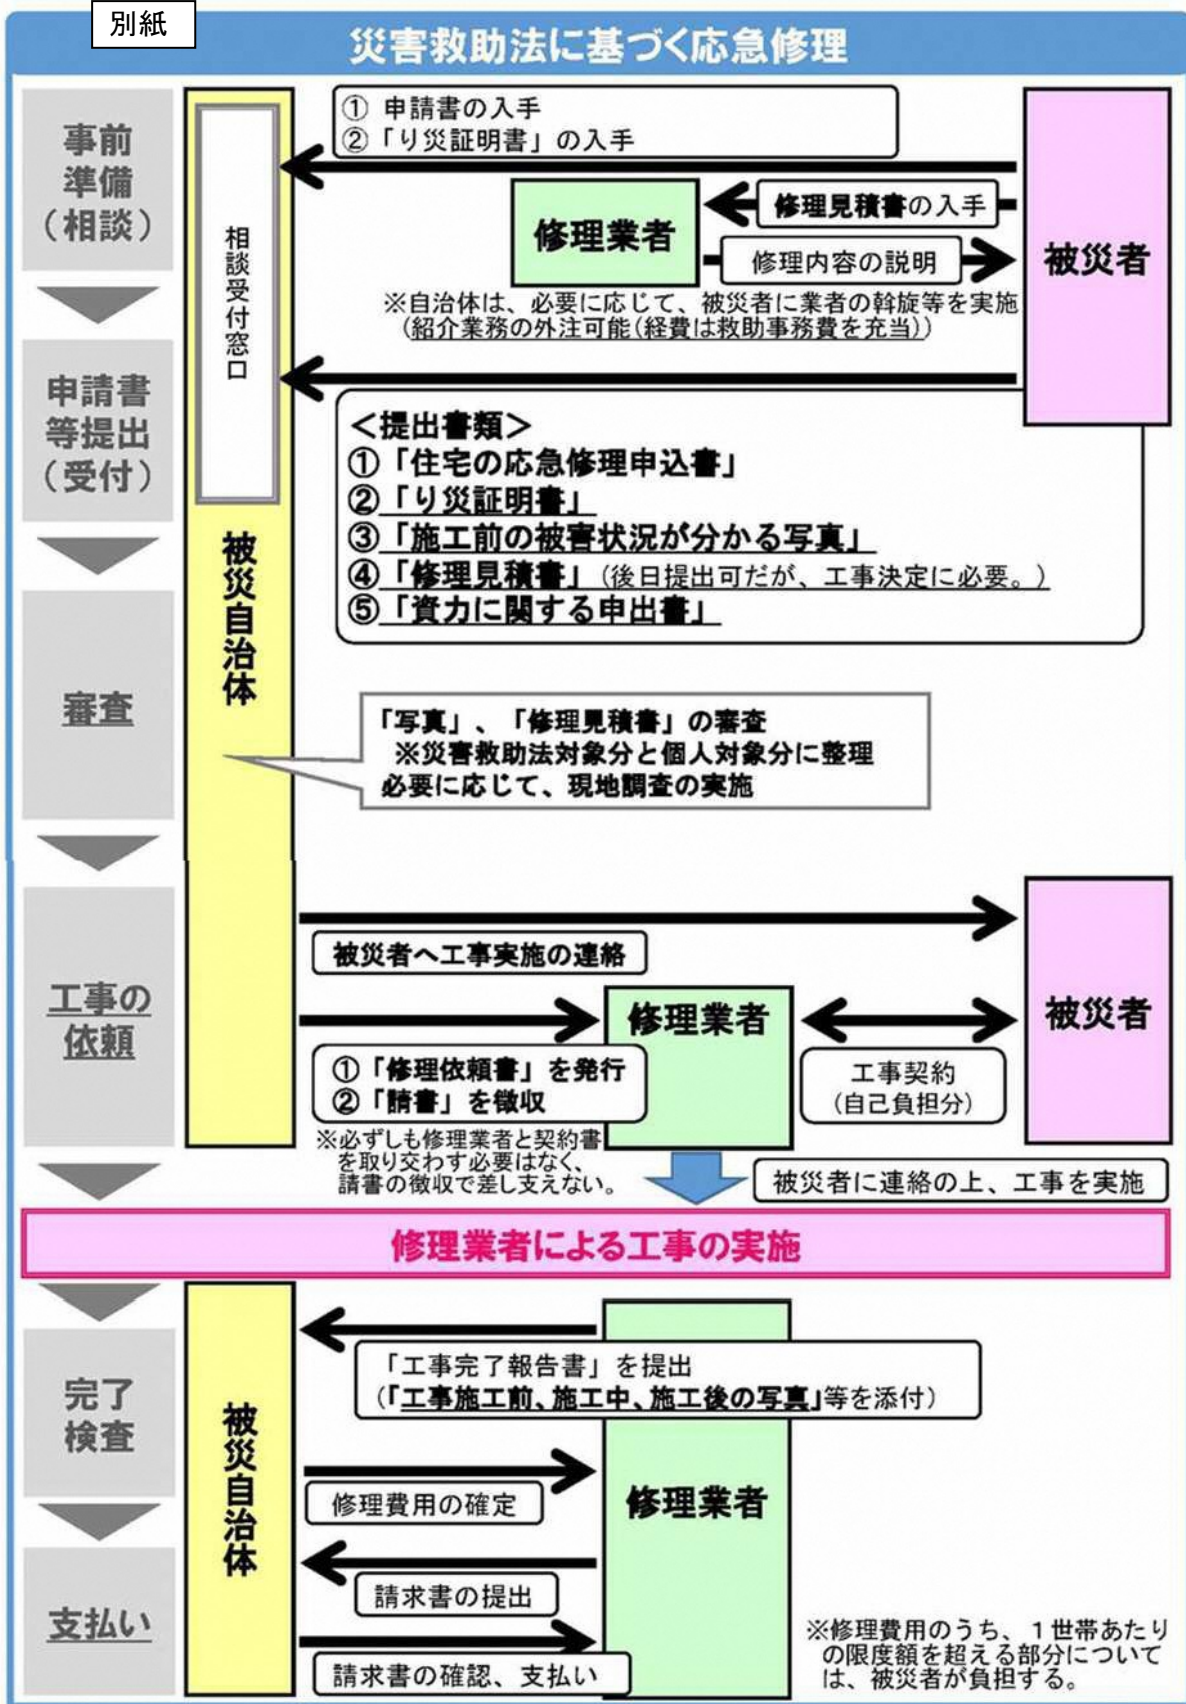 別紙
災害救助法に基づく応急修理
事前
準備
（相談）
① 申請書の入手
②「り災証明書」の入手
相談受付窓口
修理業者
修理見積書の入手
修理内容の説明
被災者
※自治体は、必要に応じて、被災者に業者の斡旋等を実施
（紹介業務の外注可能（経費は救助事務費を充当））
申請書
等提出
（受付）
＜提出書類＞
①「住宅の応急修理申込書」
②「り災証明書」
③「施工前の被害状況が分かる写真」
④「修理見積書」（後日提出可だが、工事決定に必要。）
⑤「資力に関する申出書」
被災自治体
審査
「写真」、「修理見積書」の審査
※災害救助法対象分と個人対象分に整理
必要に応じて、現地調査の実施
工事の
依頼
被災者へ工事実施の連絡
修理業者
被災者
①「修理依頼書」を発行
②「請書」を徴収
工事契約
（自己負担分）
※必ずしも修理業者と契約書
を取り交わす必要はなく、
請書の徴収で差し支えない。
被災者に連絡の上、工事を実施
修理業者による工事の実施
完了
検査
被災自治体
「工事完了報告書」を提出
（「工事施工前、施工中、施工後の写真」等を添付）
修理費用の確定
修理業者
請求書の提出
支払い
請求書の確認、支払い
※修理費用のうち、１世帯あたり
の限度額を超える部分について
は、被災者が負担する。